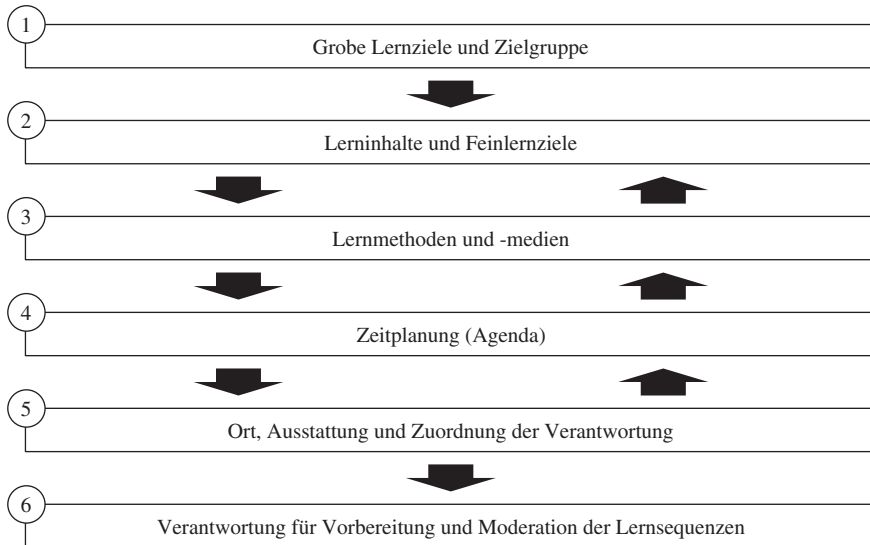 1
Grobe Lernziele und Zielgruppe
2
Lerninhalte und Feinlernziele
3
Lernmethoden und -medien
4
Zeitplanung (Agenda)
5
Ort, Ausstattung und Zuordnung der Verantwortung
6
Verantwortung für Vorbereitung und Moderation der Lernsequenzen